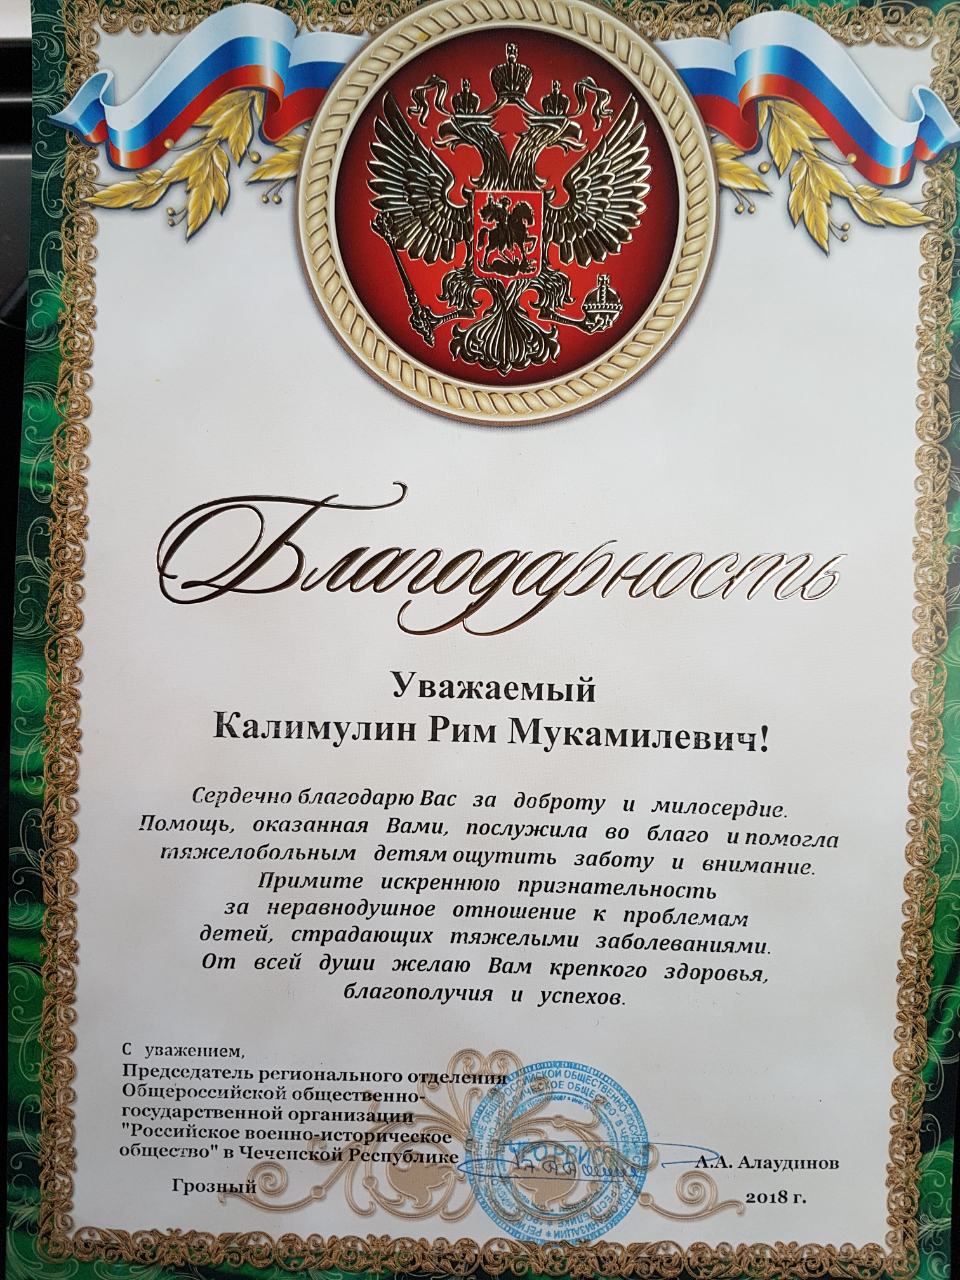 Благодарность
Уважаемый
Калимулин Рим Мукамилевич!
Сердечно благодарю Вас за доброту и милосердие.
Помощь, оказанная Вами, послужила во благо и помогла
тяжелобольным детям ощутить заботу и внимание.
Примите искреннюю признательность
за неравнодушное отношение к проблемам
детей, страдающих тяжелыми заболеваниями.
От всей души желаю Вам крепкого здоровья,
благополучия и успехов.
С уважением,
Председатель регионального отделения
Общероссийской общественно-
государственной организации
"Российское военно-историческое
общество" в Чеченской Республике
А.А. Алаудинов
Грозный
2018 г.